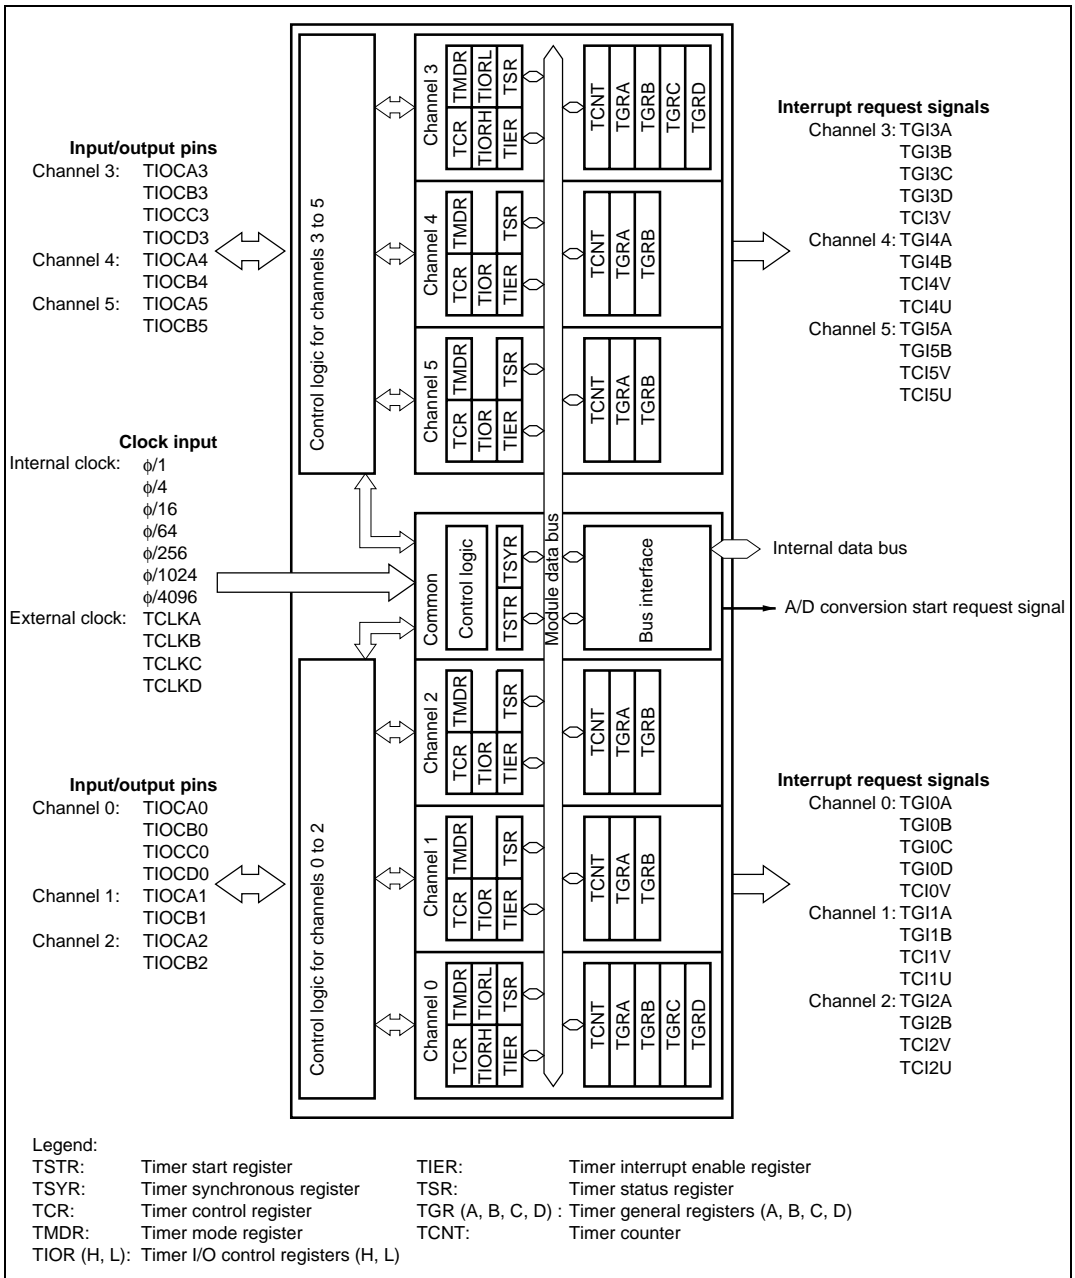 Input/output pins
Channel 3: TIOCA3
TIOCB3
TIOCC3
TIOCD3
Channel 4: TIOCA4
TIOCB4
Channel 5: TIOCA5
TIOCB5
Clock input
Internal clock: ϕ/1
ϕ/4
ϕ/16
ϕ/64
ϕ/256
ϕ/1024
ϕ/4096
External clock: TCLKA
TCLKB
TCLKC
TCLKD
Input/output pins
Channel 0: TIOCA0
TIOCB0
TIOCC0
TIOCD0
Channel 1: TIOCA1
TIOCB1
Channel 2: TIOCA2
TIOCB2
Control logic for channels 3 to 5
Control logic for channels 0 to 2
Channel 3
TCR TMDR
TIORH TIORL
TIER TSR
TCNT
TGRA
TGRB
TGRC
TGRD
Channel 4
TCR TMDR
TIOR
TIER TSR
TCNT
TGRA
TGRB
Channel 5
TCR TMDR
TIOR
TIER TSR
TCNT
TGRA
TGRB
Common
Control logic
TSTR TSYR
Module data bus
Bus interface
Channel 2
TCR TMDR
TIOR
TIER TSR
TCNT
TGRA
TGRB
Channel 1
TCR TMDR
TIOR
TIER TSR
TCNT
TGRA
TGRB
Channel 0
TCR TMDR
TIORH TIORL
TIER TSR
TCNT
TGRA
TGRB
TGRC
TGRD
Interrupt request signals
Channel 3: TGI3A
TGI3B
TGI3C
TGI3D
TCI3V
Channel 4: TGI4A
TGI4B
TCI4V
TCI4U
Channel 5: TGI5A
TGI5B
TCI5V
TCI5U
Internal data bus
A/D conversion start request signal
Interrupt request signals
Channel 0: TGI0A
TGI0B
TGI0C
TGI0D
TCI0V
Channel 1: TGI1A
TGI1B
TCI1V
TCI1U
Channel 2: TGI2A
TGI2B
TCI2V
TCI2U
Legend:
TSTR: Timer start register
TSYR: Timer synchronous register
TCR: Timer control register
TMDR: Timer mode register
TIOR (H, L): Timer I/O control registers (H, L)
TIER: Timer interrupt enable register
TSR: Timer status register
TGR (A, B, C, D) : Timer general registers (A, B, C, D)
TCNT: Timer counter